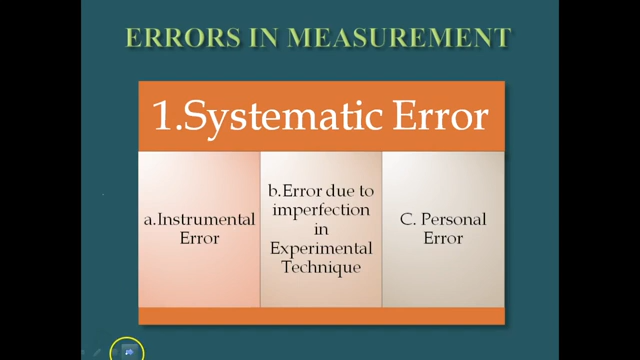 ERRORS IN MEASUREMENT
1.Systematic Error
a.Instrumental
Error
b.Error due to
imperfection
in
Experimental
Technique
C. Personal
Error